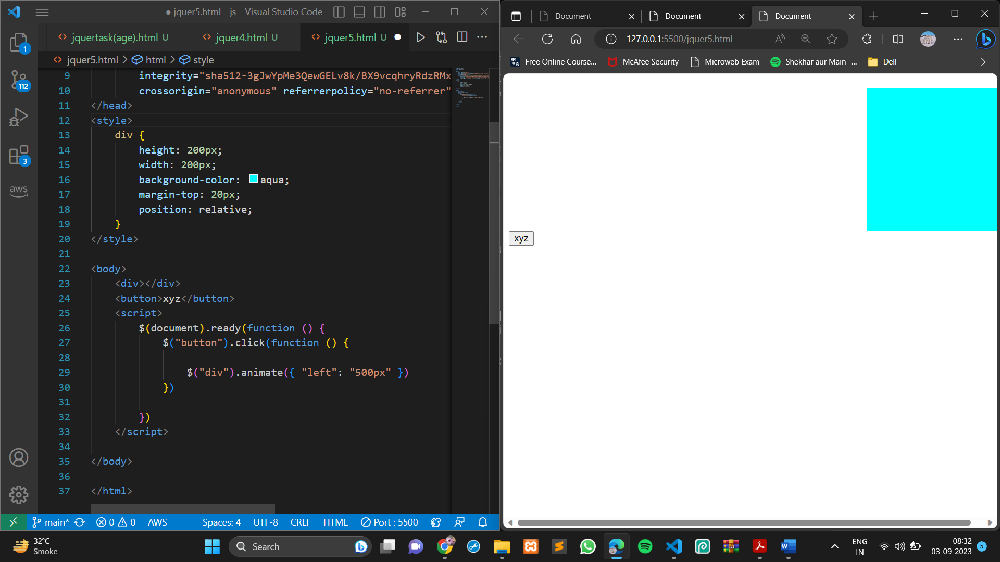 ● jquer5.html - js - Visual Studio Code
<> jquertask(age).html U
<> jquer4.html U
<> jquer5.html U ●
<> jquer5.html > html > style
1
112
3
aws
9 integrity="sha512-3gJwYpMe3QewGELv8k/BX9vcqhryRdzRMx
10 crossorigin="anonymous" referrerpolicy="no-referrer"
11 </head>
12 <style>
13 div {
14 height: 200px;
15 width: 200px;
16 background-color: aqua;
17 margin-top: 20px;
18 position: relative;
19 }
20 </style>
21
22 <body>
23 <div></div>
24 <button>xyz</button>
25 <script>
26 $(document).ready(function () {
27 $("button").click(function () {
28
29 $("div").animate({ "left": "500px" })
30 })
31
32 })
33 </script>
34
35 </body>
36
37 </html>
main* 0 0 AWS Spaces: 4 UTF-8 CRLF HTML Port : 5500
Document
Document
Document
127.0.0.1:5500/jquer5.html
Free Online Course...
McAfee Security
Microweb Exam
Shekhar aur Main -...
Dell
xyz
32°C
Smoke
Search
ENG
IN
08:32
03-09-2023
5